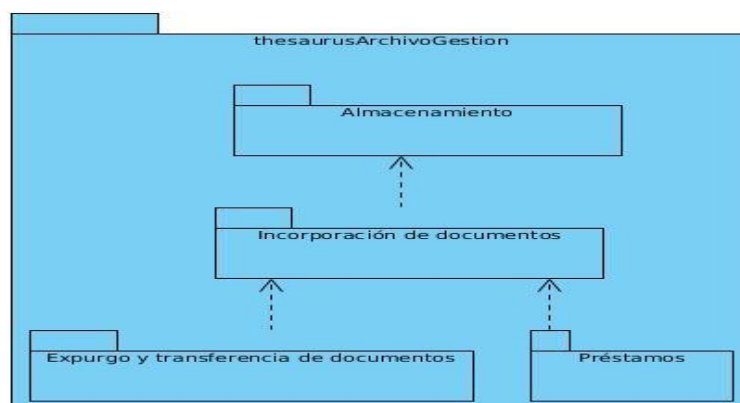 thesaurusArchivoGestion
Almacenamiento
Incorporación de documentos
Expurgo y transferencia de documentos
Préstamos